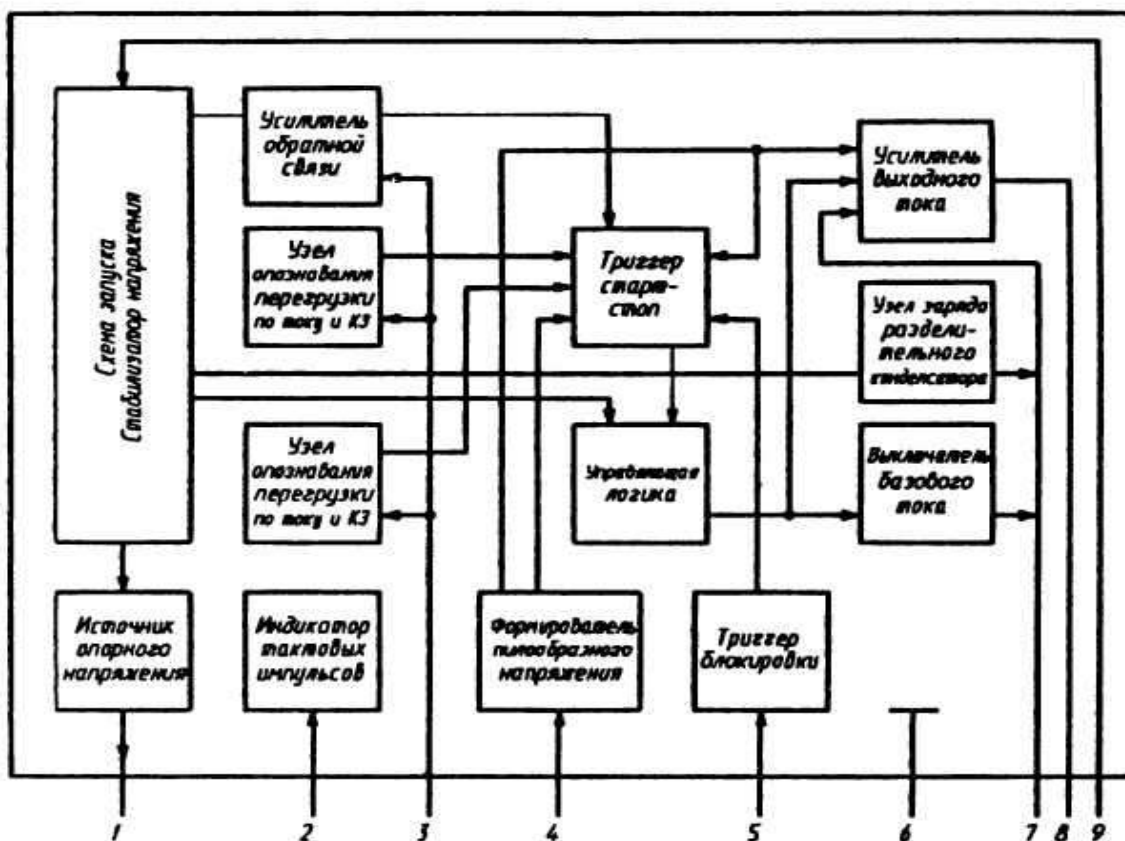 Схема запуска
Стабилизатор напряжения
Усилитель
обратной
связи
Узел
опознавания
перегрузки
по току и КЗ
Узел
опознавания
перегрузки
по току и КЗ
Триггер
старт-
стоп
Управляющая
логика
Усилитель
выходного
тока
Узел заряда
раздели-
тельного
конденсатора
Выключатель
базового
тока
Источник
опорного
напряжения
Индикатор
тактовых
импульсов
Формирователь
пилообразного
напряжения
Триггер
блокировки
1 2 3 4 5 6 7 8 9